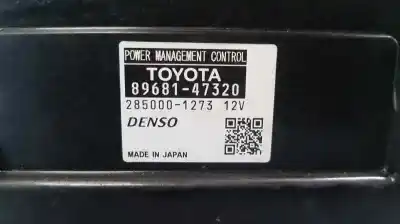 POWER MANAGEMENT CONTROL
TOYOTA
89681-47320
285000-1273 12V
DENSO
MADE IN JAPAN